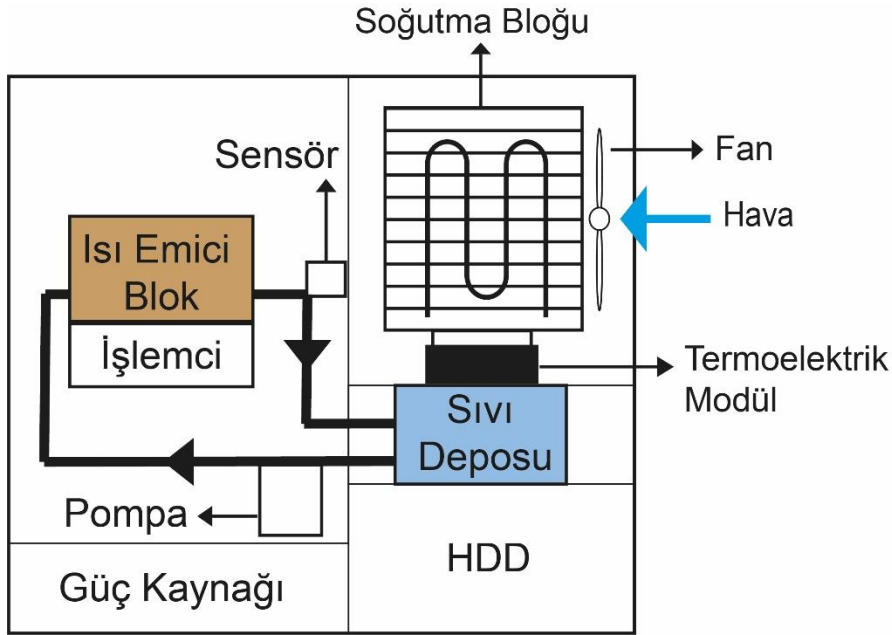 Soğutma Bloğu
Sensör
Fan
Hava
Isı Emici
Blok
İşlemci
Termoelektrik
Modül
Sıvı
Deposu
Pompa
HDD
Güç Kaynağı